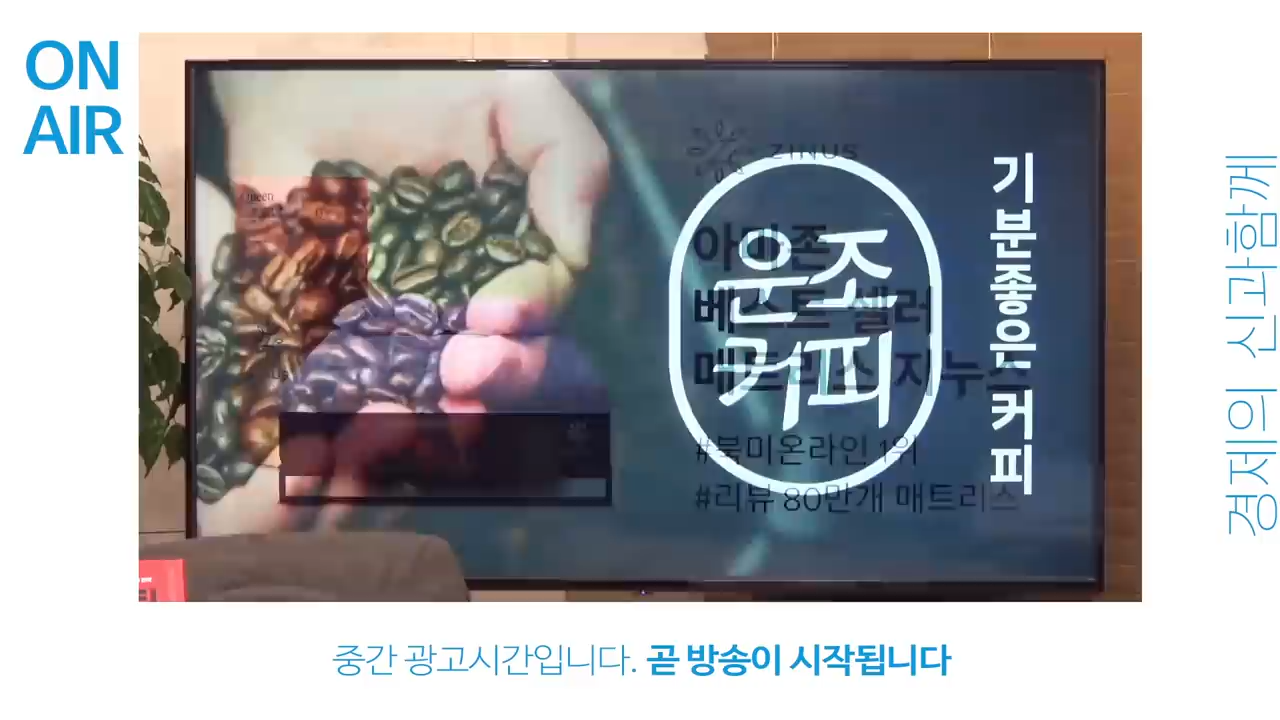 ON
AIR
ZINUS
아마존
베스트 셀러
매트리스 지누스
#북미온라인 1위
#리뷰 80만개 매트리스
운조
커피
기분좋은커피
경제의 신과함께
중간 광고시간입니다. 곧 방송이 시작됩니다